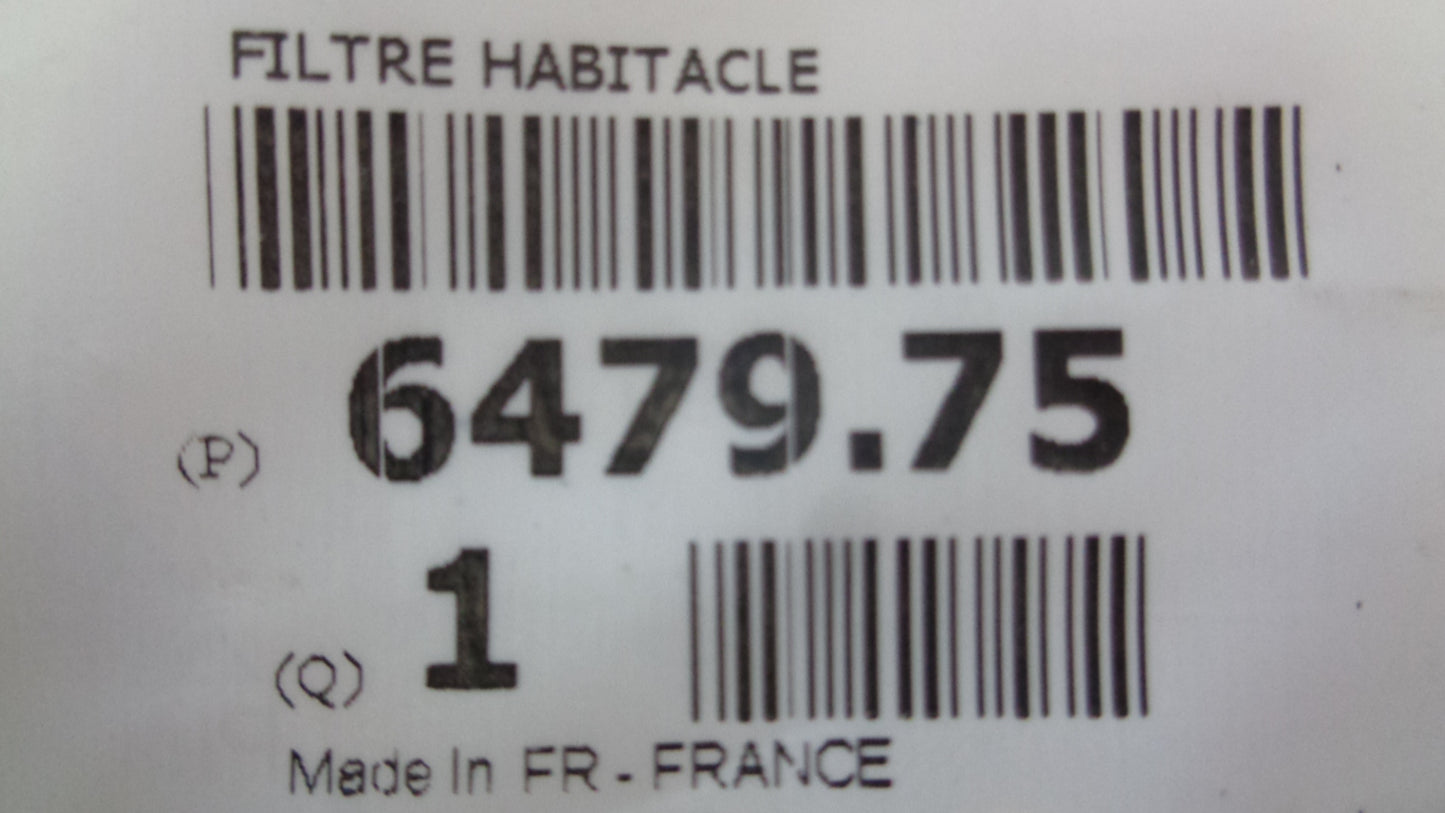 FILTRE HABITACLE
(P) 6479.75
(Q) 1
Made In FR - FRANCE